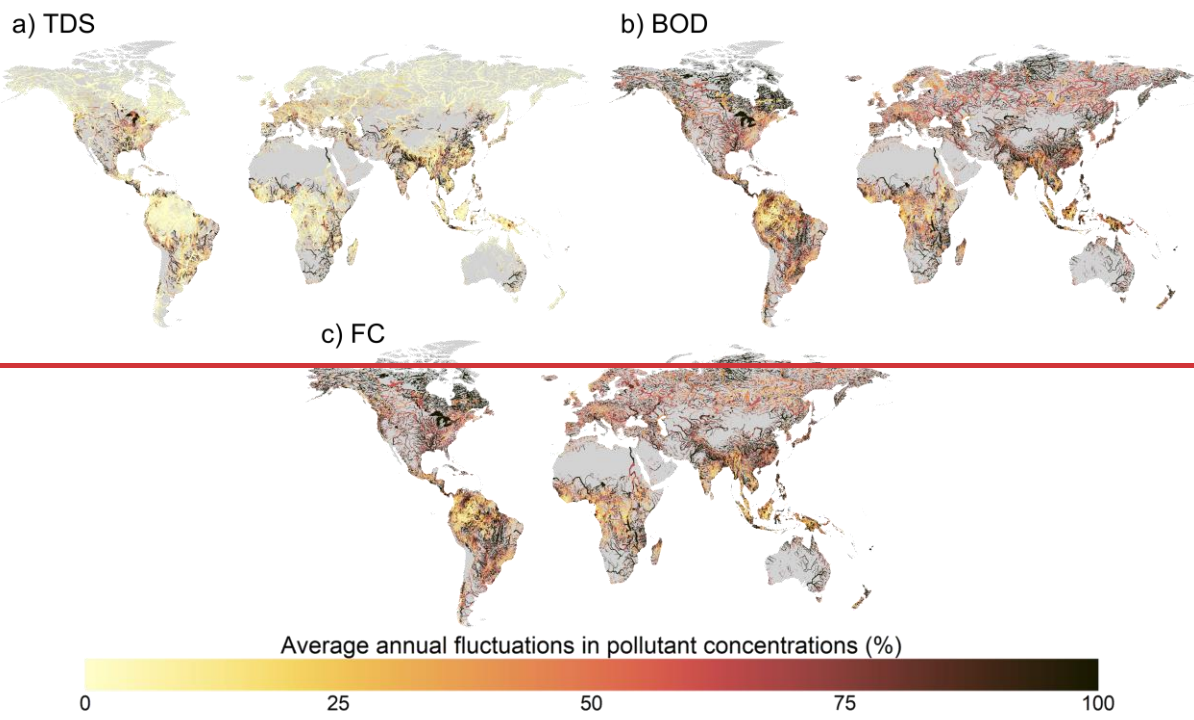 a) TDS
b) BOD
c) FC
Average annual fluctuations in pollutant concentrations (%)
0 25 50 75 100